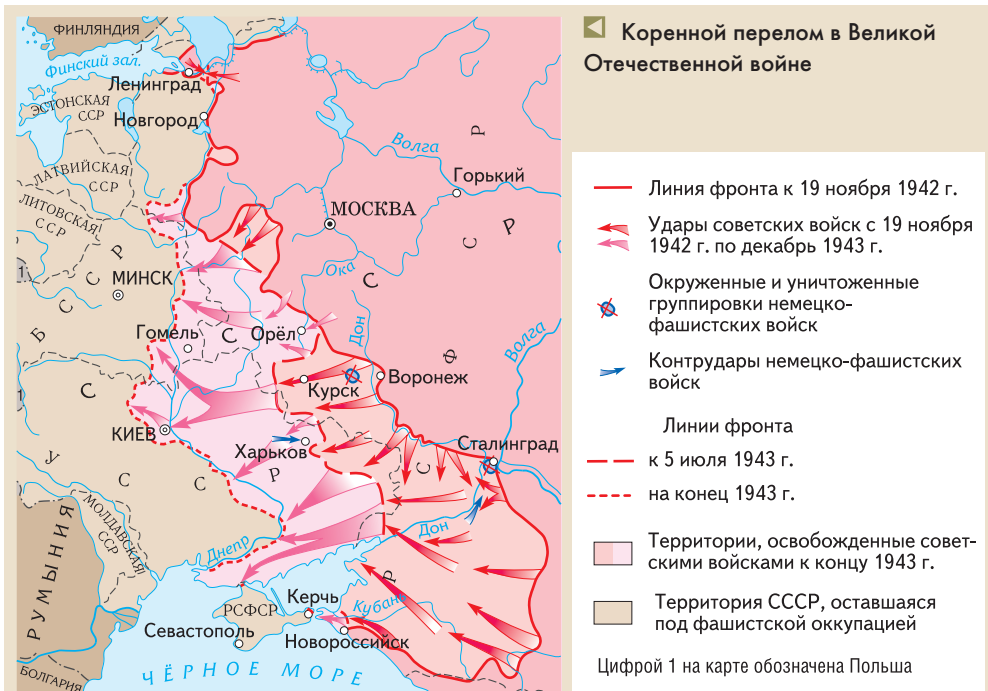 Коренной перелом в Великой
Отечественной войне
Линия фронта к 19 ноября 1942 г.
Удары советских войск с 19 ноября
1942 г. по декабрь 1943 г.
Окруженные и уничтоженные
группировки немецко-
фашистских войск
Контрудары немецко-фашистских
войск
Линии фронта
к 5 июля 1943 г.
на конец 1943 г.
Территории, освобожденные совет-
скими войсками к концу 1943 г.
Территория СССР, оставшаяся
под фашистской оккупацией
Цифрой 1 на карте обозначена Польша
ФИНЛЯНДИЯ
Финский зал.
Ленинград
ЭСТОНСКАЯ
ССР
Новгород
ЛАТВИЙСКАЯ
ССР
ЛИТОВСКАЯ
ССР
Волга
Горький
МОСКВА
Р С Ф С Р
С С С Р
1
МИНСК
Ока
Б С С Р
Гомель
Орёл
Дон
Волга
Курск
Воронеж
1
КИЕВ
Харьков
Сталинград
У С С Р
МОЛДАВСКАЯ
ССР
Днепр
Дон
РУМЫНИЯ
РСФСР
Керчь
Кубань
Севастополь
Новороссийск
БОЛГАРИЯ
ЧЁРНОЕ МОРЕ